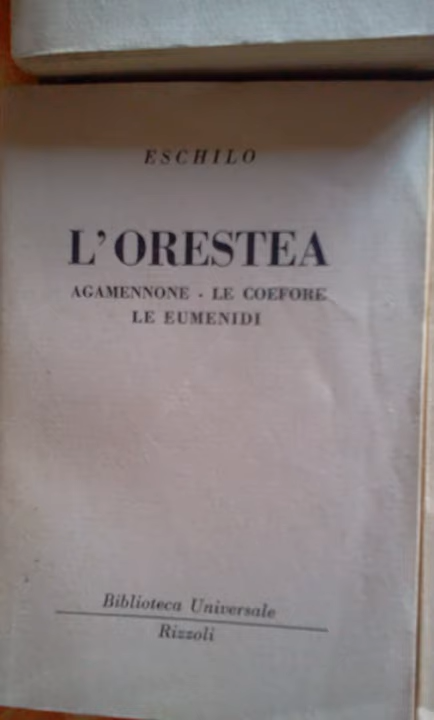 ESCHILO
L'ORESTEA
AGAMENNONE - LE COEFORE
LE EUMENIDI
Biblioteca Universale
Rizzoli